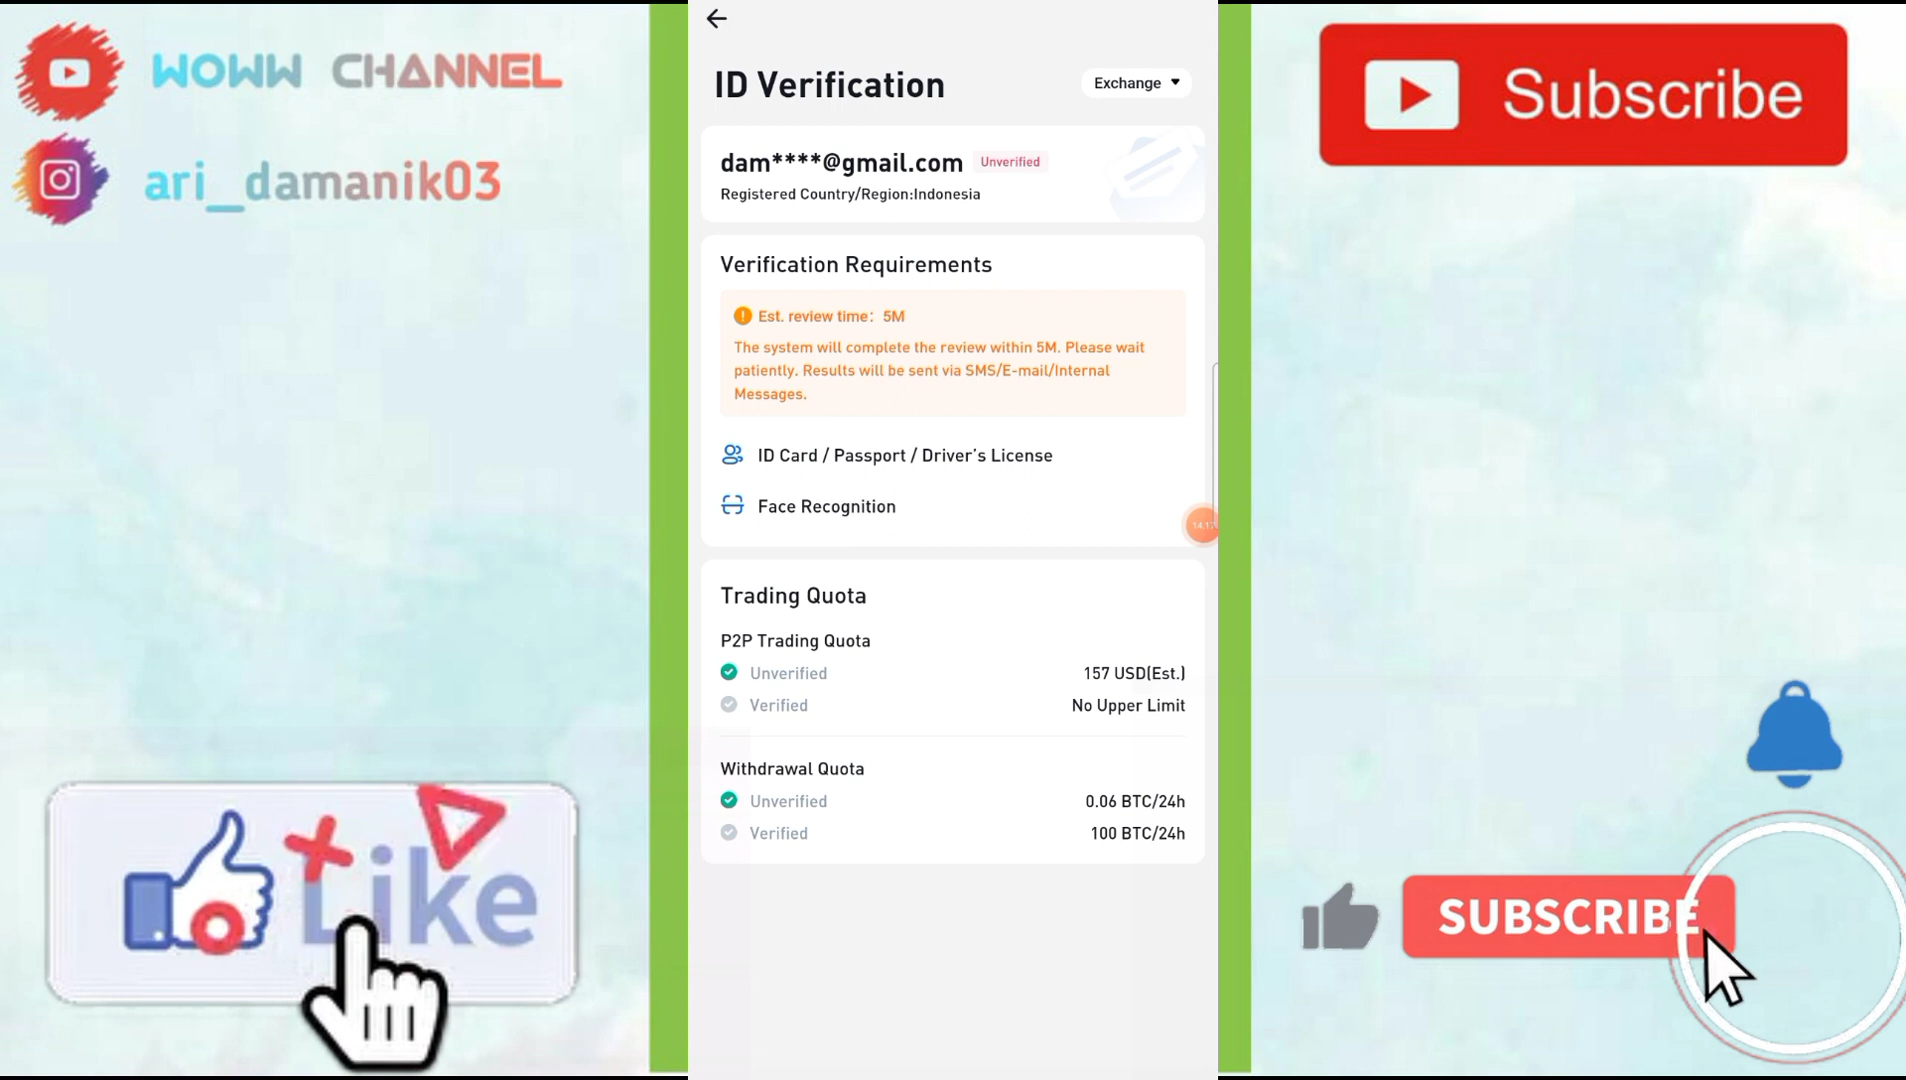 WOWW CHANNEL
ari_damanik03
ID Verification
Exchange
dam****@gmail.com
Unverified
Registered Country/Region:Indonesia
Verification Requirements
Est. review time: 5M
The system will complete the review within 5M. Please wait
patiently. Results will be sent via SMS/E-mail/Internal
Messages.
ID Card / Passport / Driver's License
Face Recognition
14:17
Trading Quota
P2P Trading Quota
Unverified 157 USD(Est.)
Verified No Upper Limit
Withdrawal Quota
Unverified 0.06 BTC/24h
Verified 100 BTC/24h
Subscribe
Like
SUBSCRIBE